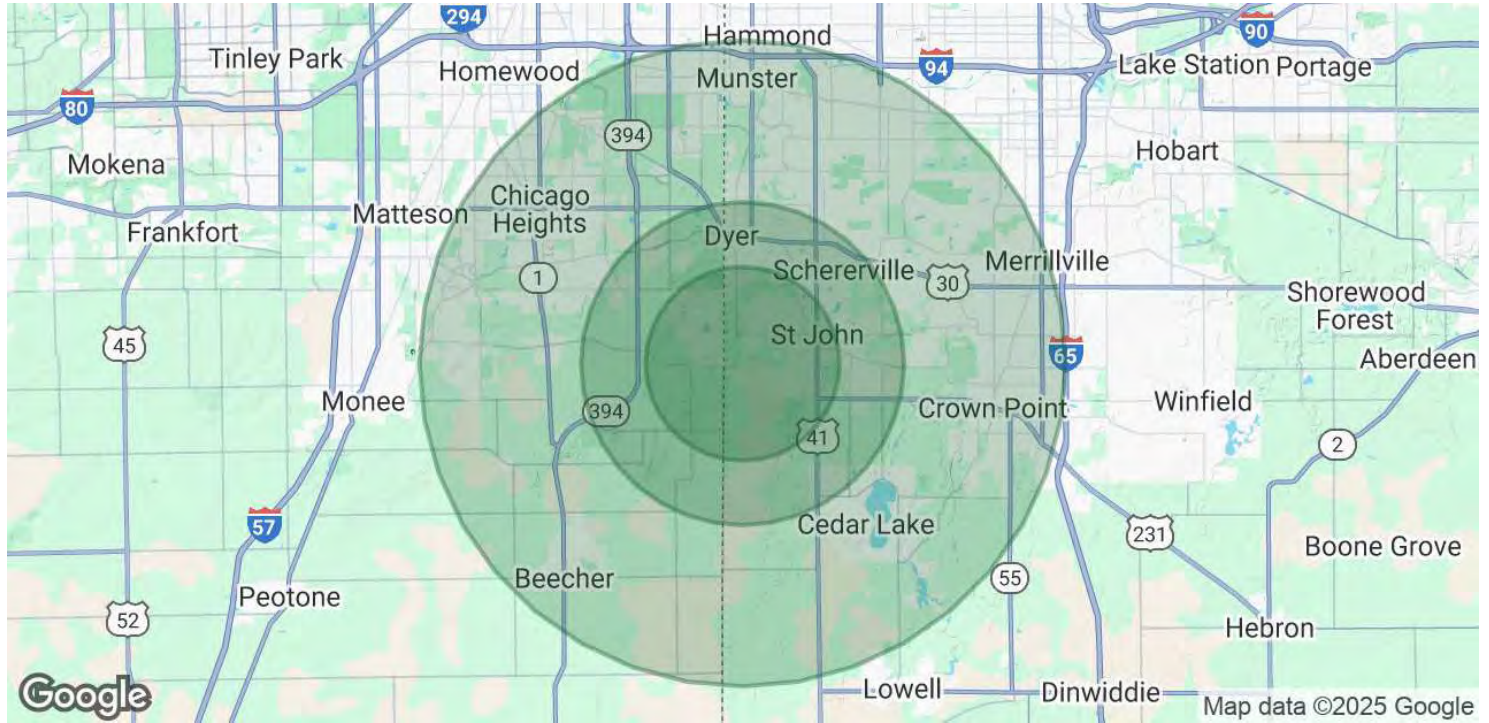 294
Hammond
90
Tinley Park
Homewood
Munster
94
Lake Station
Portage
80
394
Mokena
Hobart
Chicago
Heights
Matteson
Frankfort
Dyer
Schererville
Merrillville
1
30
Shorewood
Forest
45
St John
65
Aberdeen
Monee
394
Crown Point
Winfield
41
2
57
Cedar Lake
231
Boone Grove
Beecher
55
Peotone
52
Hebron
Google
Lowell
Dinwiddie
Map data ©2025 Google